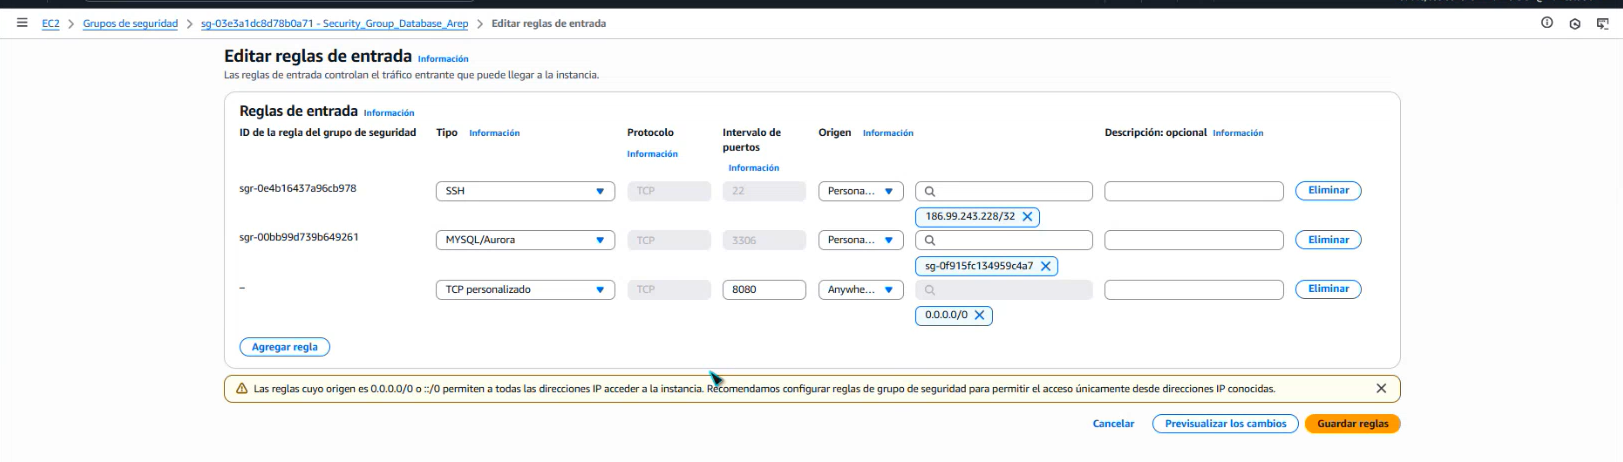 EC2 > Grupos de seguridad > sg-03e3a1dc8d78b0a71 - Security_Group_Database_Arep > Editar reglas de entrada
Editar reglas de entrada Información
Las reglas de entrada controlan el tráfico entrante que puede llegar a la instancia.
Reglas de entrada Información
ID de la regla del grupo de seguridad Tipo Información Protocolo Información Intervalo de puertos Información Origen Información Descripción: opcional Información
sgr-0e4b16437a96cb978 SSH TCP 22 Persona... Eliminar
186.99.243.228/32
sgr-00bb99d739b649261 MYSQL/Aurora TCP 3306 Persona... Eliminar
sg-0f915fc134959c4a7
– TCP personalizado TCP 8080 Anywhe... Eliminar
0.0.0.0/0
Agregar regla
Las reglas cuyo origen es 0.0.0.0/0 o ::/0 permiten a todas las direcciones IP acceder a la instancia. Recomendamos configurar reglas de grupo de seguridad para permitir el acceso únicamente desde direcciones IP conocidas.
Cancelar Previsualizar los cambios Guardar reglas